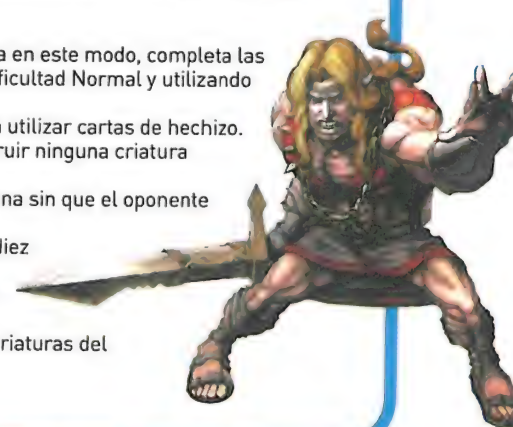 a en este modo, completa las
ficultad Normal y utilizando
utilizar cartas de hechizo.
ruir ninguna criatura
na sin que el oponente
diez
riaturas del